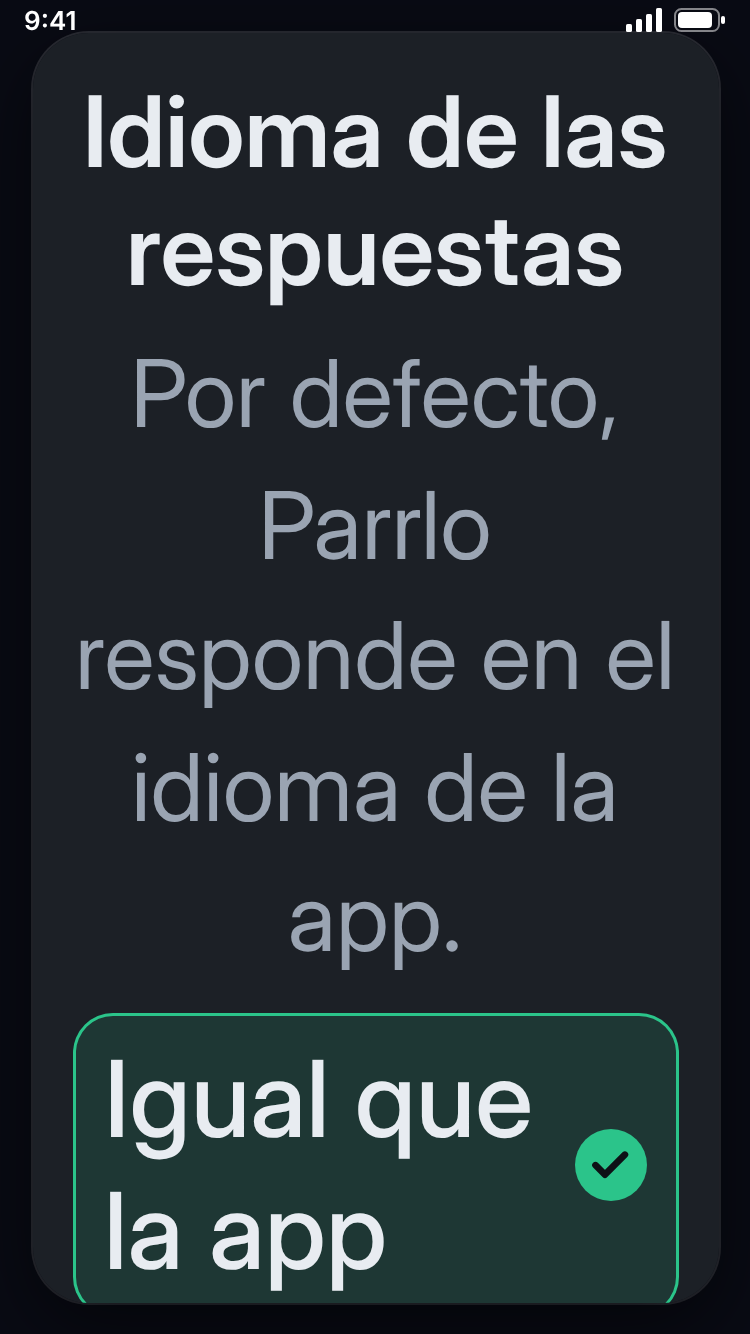 9:41
Idioma de las
respuestas
Por defecto,
Parrlo
responde en el
idioma de la
app.
Igual que
la app